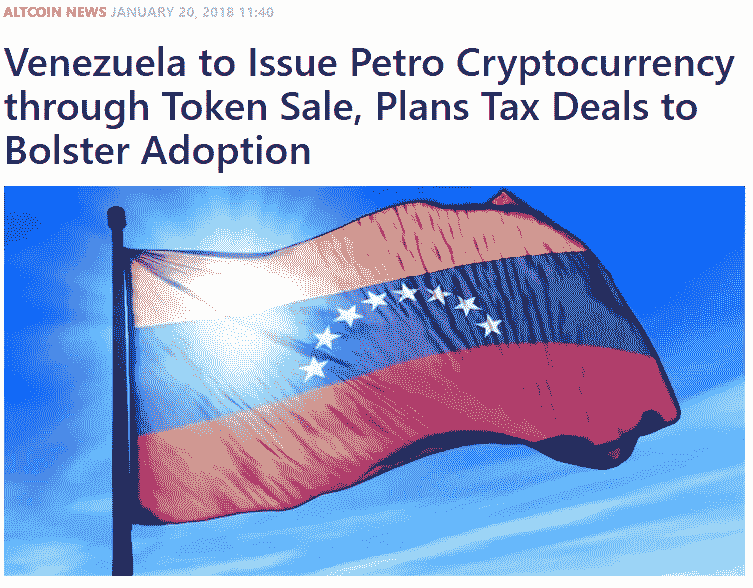 ALTCOIN NEWS JANUARY 20, 2018 11:40
Venezuela to Issue Petro Cryptocurrency
through Token Sale, Plans Tax Deals to
Bolster Adoption